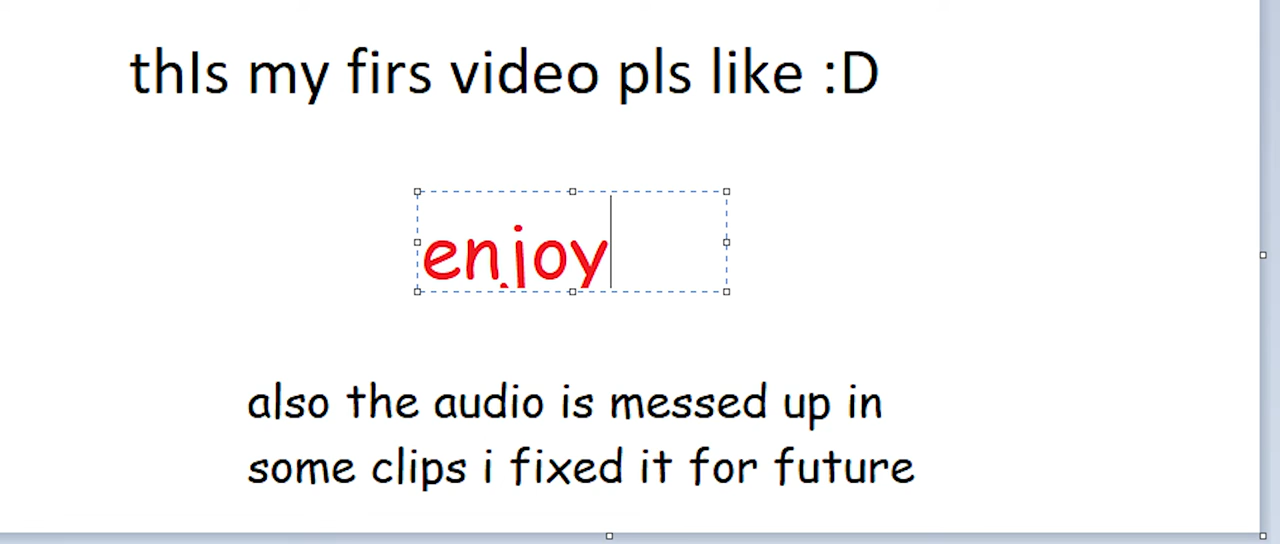 thIs my firs video pls like :D
enjoy
also the audio is messed up in
some clips i fixed it for future